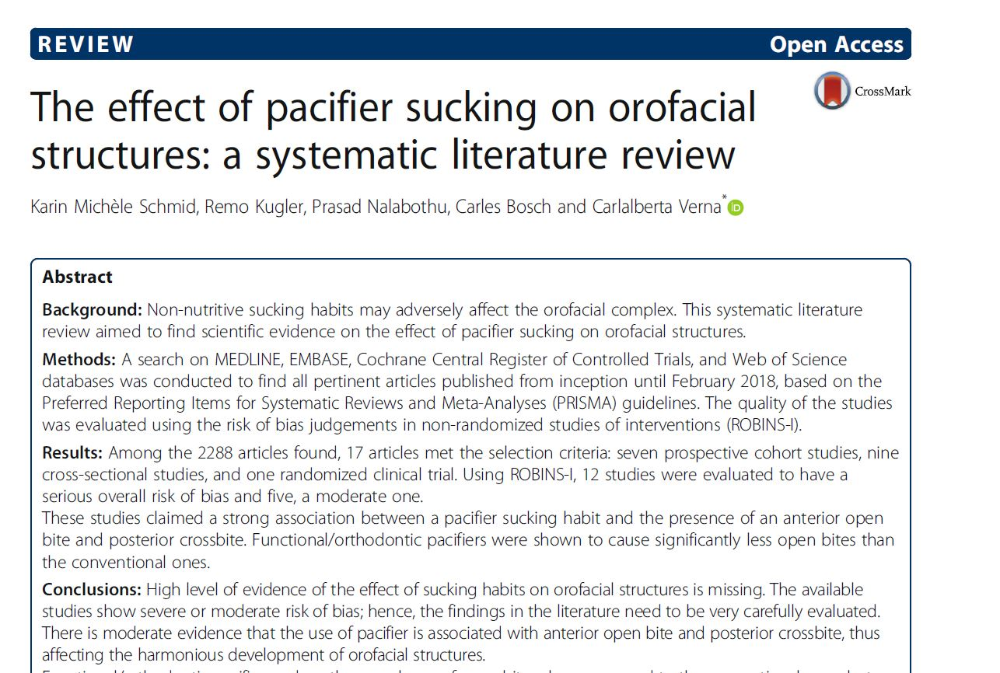 REVIEW
Open Access
CrossMark
The effect of pacifier sucking on orofacial
structures: a systematic literature review
Karin Michèle Schmid, Remo Kugler, Prasad Nalabothu, Carles Bosch and Carlalberta Verna* iD
Abstract
Background: Non-nutritive sucking habits may adversely affect the orofacial complex. This systematic literature
review aimed to find scientific evidence on the effect of pacifier sucking on orofacial structures.
Methods: A search on MEDLINE, EMBASE, Cochrane Central Register of Controlled Trials, and Web of Science
databases was conducted to find all pertinent articles published from inception until February 2018, based on the
Preferred Reporting Items for Systematic Reviews and Meta-Analyses (PRISMA) guidelines. The quality of the studies
was evaluated using the risk of bias judgements in non-randomized studies of interventions (ROBINS-I).
Results: Among the 2288 articles found, 17 articles met the selection criteria: seven prospective cohort studies, nine
cross-sectional studies, and one randomized clinical trial. Using ROBINS-I, 12 studies were evaluated to have a
serious overall risk of bias and five, a moderate one.
These studies claimed a strong association between a pacifier sucking habit and the presence of an anterior open
bite and posterior crossbite. Functional/orthodontic pacifiers were shown to cause significantly less open bites than
the conventional ones.
Conclusions: High level of evidence of the effect of sucking habits on orofacial structures is missing. The available
studies show severe or moderate risk of bias; hence, the findings in the literature need to be very carefully evaluated.
There is moderate evidence that the use of pacifier is associated with anterior open bite and posterior crossbite, thus
affecting the harmonious development of orofacial structures.